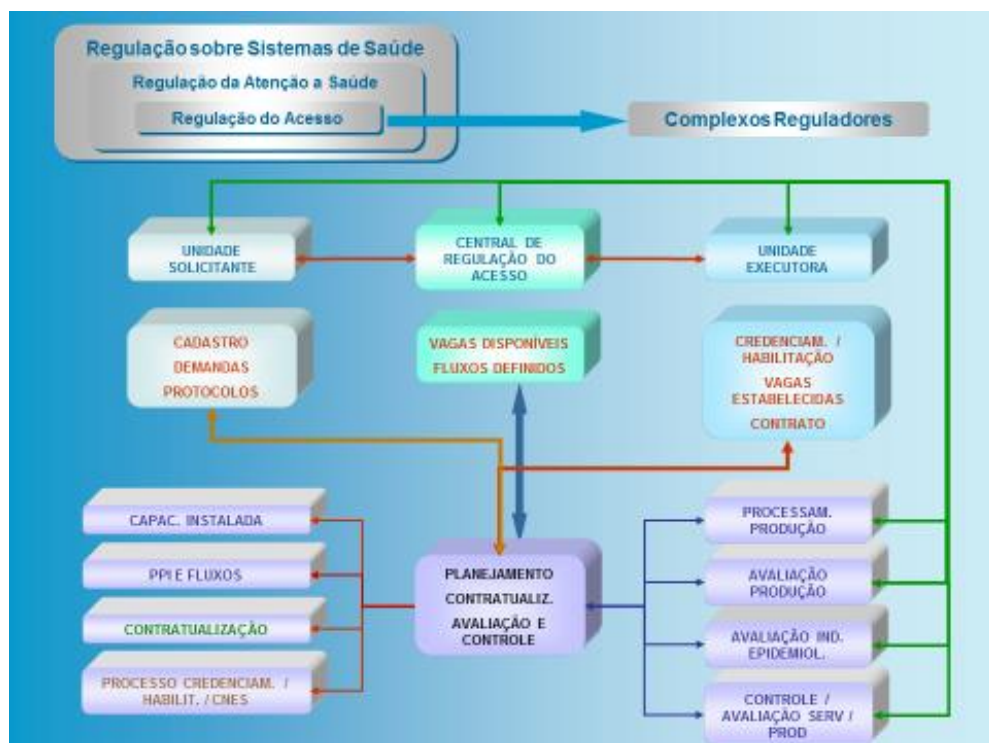 Regulação sobre Sistemas de Saúde
Regulação da Atenção a Saúde
Regulação do Acesso
Complexos Reguladores
UNIDADE
SOLICITANTE
CENTRAL DE
REGULAÇÃO DO
ACESSO
UNIDADE
EXECUTORA
CADASTRO
DEMANDAS
PROTOCOLOS
VAGAS DISPONÍVEIS
FLUXOS DEFINIDOS
CREDENCIAM. /
HABILITAÇÃO
VAGAS
ESTABELECIDAS
CONTRATO
CAPAC. INSTALADA
PPI E FLUXOS
CONTRATUALIZAÇÃO
PROCESSO CREDENCIAM. /
HABILIT. / CNES
PLANEJAMENTO
CONTRATUALIZ.
AVALIAÇÃO E
CONTROLE
PROCESSAM.
PRODUÇÃO
AVALIAÇÃO
PRODUÇÃO
AVALIAÇÃO IND.
EPIDEMIOL.
CONTROLE /
AVALIAÇÃO SERV /
PROD